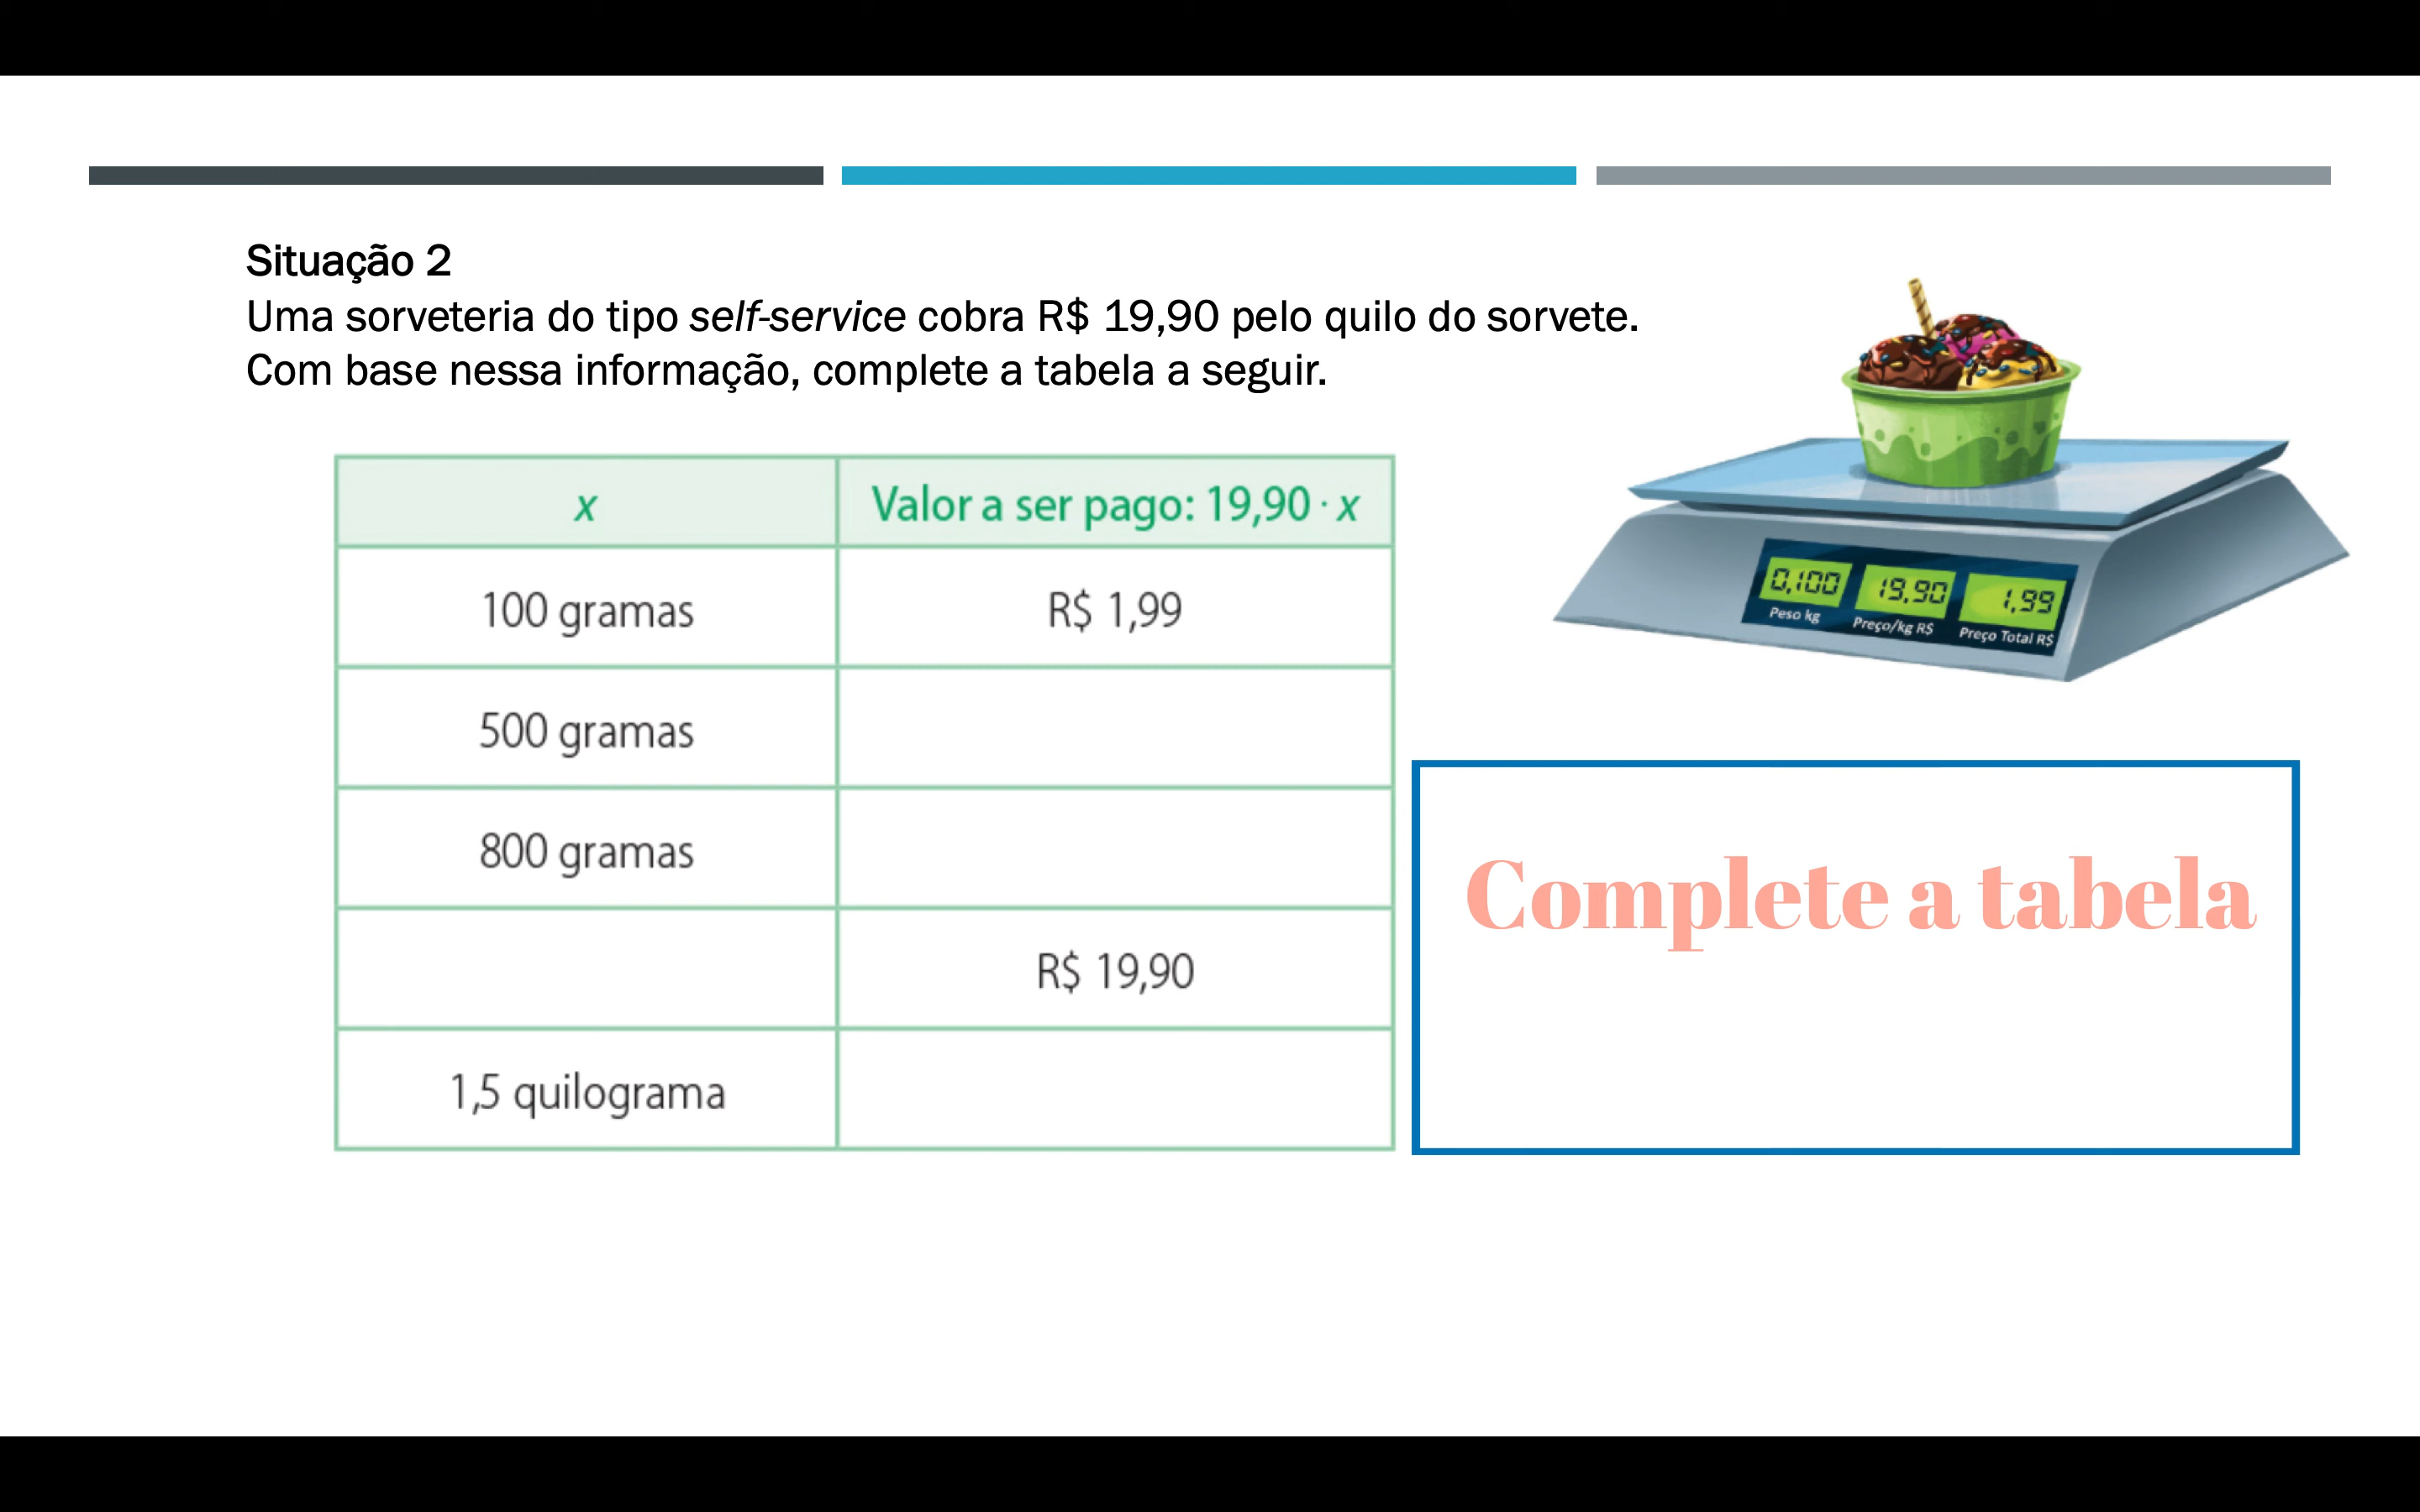 Situação 2
Uma sorveteria do tipo self-service cobra R$ 19,90 pelo quilo do sorvete.
Com base nessa informação, complete a tabela a seguir.
x Valor a ser pago: 19,90 · x
100 gramas R$ 1,99
500 gramas
800 gramas
R$ 19,90
1,5 quilograma
0,100 19,90 1,99
Peso kg Preço/kg R$ Preço Total R$
Complete a tabela